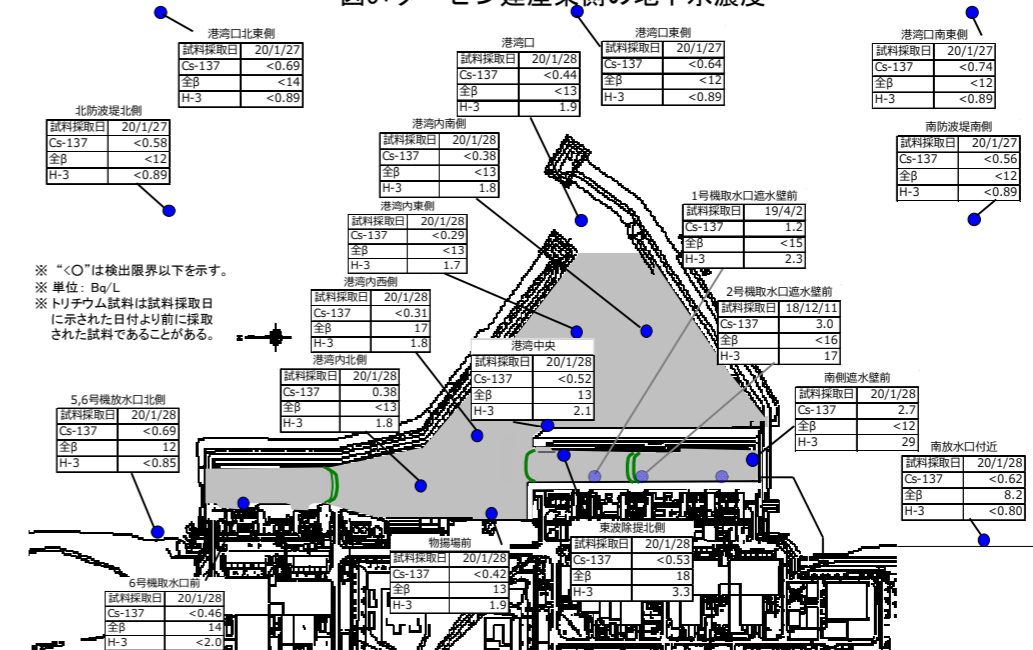 図3:タービン建屋東側の地下水濃度
港湾口北東側
試料採取日 20/1/27
Cs-137 <0.69
全β <14
H-3 <0.89
港湾口
試料採取日 20/1/28
Cs-137 <0.44
全β <13
H-3 1.9
港湾口東側
試料採取日 20/1/27
Cs-137 <0.64
全β <12
H-3 <0.89
港湾口南東側
試料採取日 20/1/27
Cs-137 <0.74
全β <12
H-3 <0.89
北防波堤北側
試料採取日 20/1/27
Cs-137 <0.58
全β <12
H-3 <0.89
港湾内南側
試料採取日 20/1/28
Cs-137 <0.38
全β <13
H-3 1.8
南防波堤南側
試料採取日 20/1/27
Cs-137 <0.56
全β <12
H-3 <0.89
港湾内東側
試料採取日 20/1/28
Cs-137 <0.29
全β <13
H-3 1.7
1号機取水口遮水壁前
試料採取日 19/4/2
Cs-137 1.2
全β <15
H-3 2.3
※ “<○”は検出限界以下を示す。
※ 単位: Bq/L
※ トリチウム試料は試料採取日
に示された日付より前に採取
された試料であることがある。
N
港湾内西側
試料採取日 20/1/28
Cs-137 <0.31
全β 17
H-3 1.8
2号機取水口遮水壁前
試料採取日 18/12/11
Cs-137 3.0
全β <16
H-3 17
港湾中央
試料採取日 20/1/28
Cs-137 <0.52
全β 13
H-3 2.1
港湾内北側
試料採取日 20/1/28
Cs-137 0.38
全β <13
H-3 1.8
南側遮水壁前
試料採取日 20/1/28
Cs-137 2.7
全β <12
H-3 29
5,6号機放水口北側
試料採取日 20/1/28
Cs-137 <0.69
全β 12
H-3 <0.85
南放水口付近
試料採取日 20/1/28
Cs-137 <0.62
全β 8.2
H-3 <0.80
物揚場前
試料採取日 20/1/28
Cs-137 <0.42
全β 13
H-3 1.9
東波除堤北側
試料採取日 20/1/28
Cs-137 <0.53
全β 18
H-3 3.3
6号機取水口前
試料採取日 20/1/28
Cs-137 <0.46
全β 14
H-3 <2.0